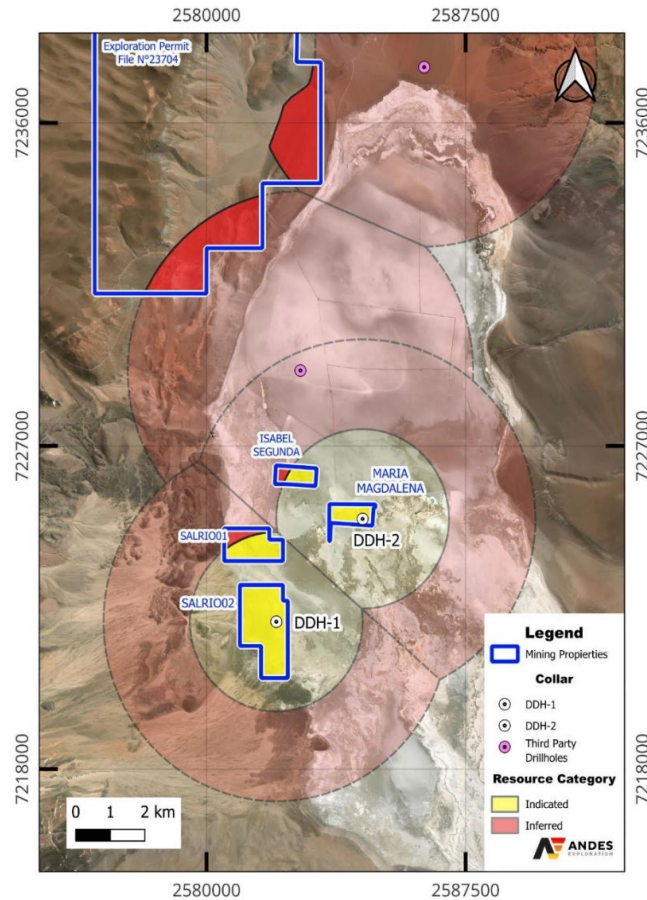 2580000
2587500
Exploration Permit
File N°23704
7236000
7236000
7227000
7227000
ISABEL
SEGUNDA
MARIA
MAGDALENA
DDH-2
SALRIO01
SALRIO02
DDH-1
Legend
Mining Propierties
Collar
DDH-1
DDH-2
Third Party
Drillholes
Resource Category
Indicated
Inferred
ANDES
EXPLORATION
7218000
7218000
0 1 2 km
2580000
2587500